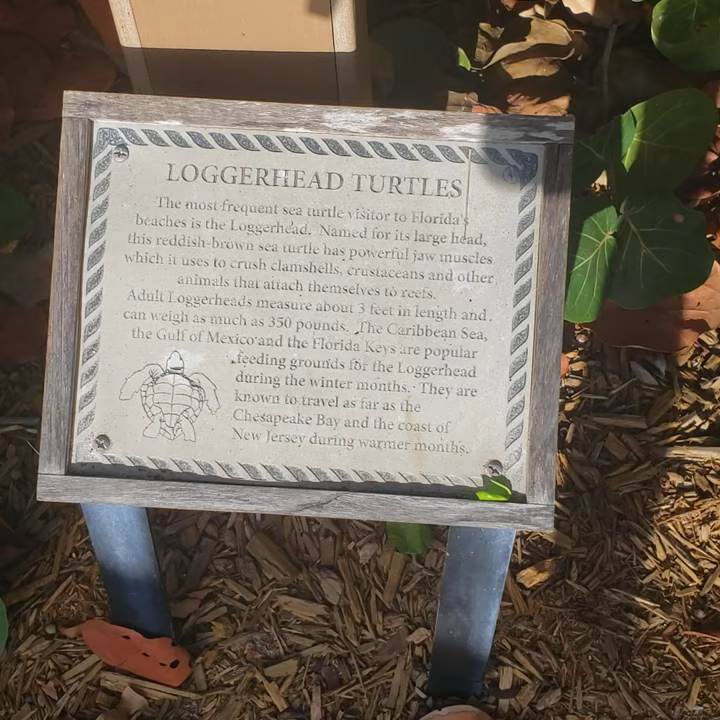 LOGGERHEAD TURTLES
The most frequent sea turtle visitor to Florida's
beaches is the Loggerhead. Named for its large head,
this reddish-brown sea turtle has powerful jaw muscles
which it uses to crush clamshells, crustaceans and other
animals that attach themselves to reefs.
Adult Loggerheads measure about 3 feet in length and
can weigh as much as 350 pounds. The Caribbean Sea,
the Gulf of Mexico and the Florida Keys are popular
feeding grounds for the Loggerhead
during the winter months. They are
known to travel as far as the
Chesapeake Bay and the coast of
New Jersey during warmer months.